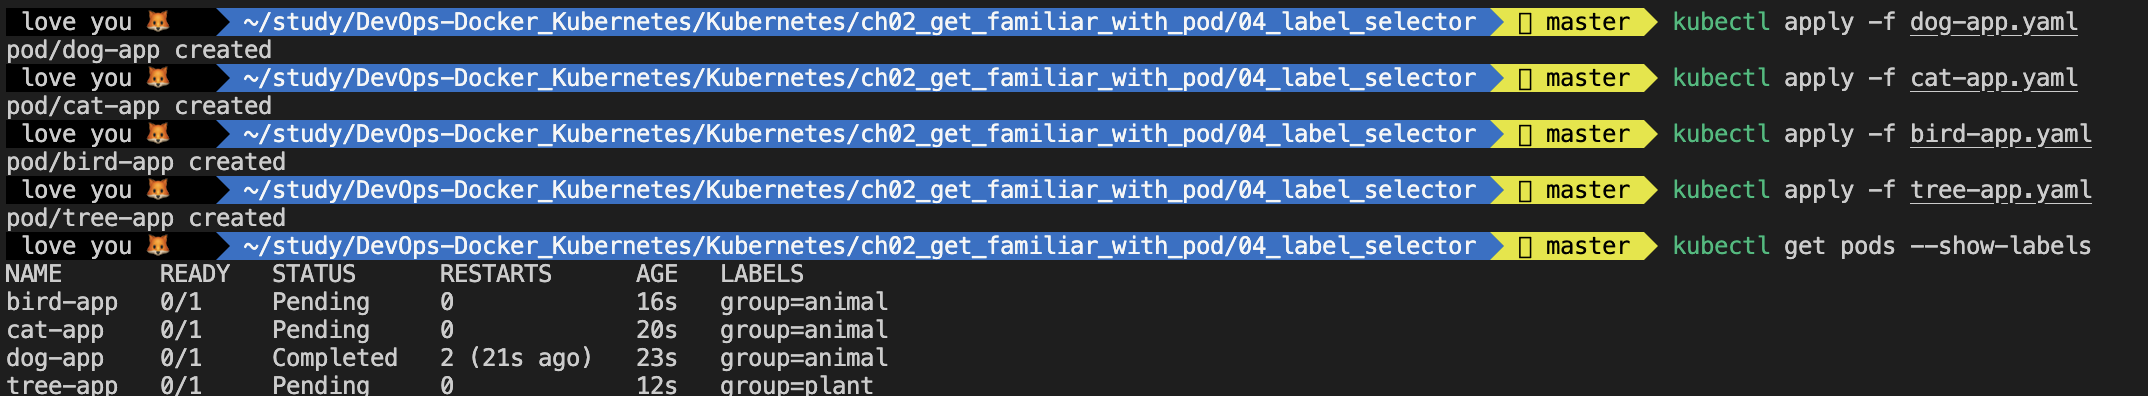 love you 🦊 ~/study/DevOps-Docker_Kubernetes/Kubernetes/ch02_get_familiar_with_pod/04_label_selector master kubectl apply -f dog-app.yaml
pod/dog-app created
love you 🦊 ~/study/DevOps-Docker_Kubernetes/Kubernetes/ch02_get_familiar_with_pod/04_label_selector master kubectl apply -f cat-app.yaml
pod/cat-app created
love you 🦊 ~/study/DevOps-Docker_Kubernetes/Kubernetes/ch02_get_familiar_with_pod/04_label_selector master kubectl apply -f bird-app.yaml
pod/bird-app created
love you 🦊 ~/study/DevOps-Docker_Kubernetes/Kubernetes/ch02_get_familiar_with_pod/04_label_selector master kubectl apply -f tree-app.yaml
pod/tree-app created
love you 🦊 ~/study/DevOps-Docker_Kubernetes/Kubernetes/ch02_get_familiar_with_pod/04_label_selector master kubectl get pods --show-labels
NAME READY STATUS RESTARTS AGE LABELS
bird-app 0/1 Pending 0 16s group=animal
cat-app 0/1 Pending 0 20s group=animal
dog-app 0/1 Completed 2 (21s ago) 23s group=animal
tree-app 0/1 Pending 0 12s group=plant